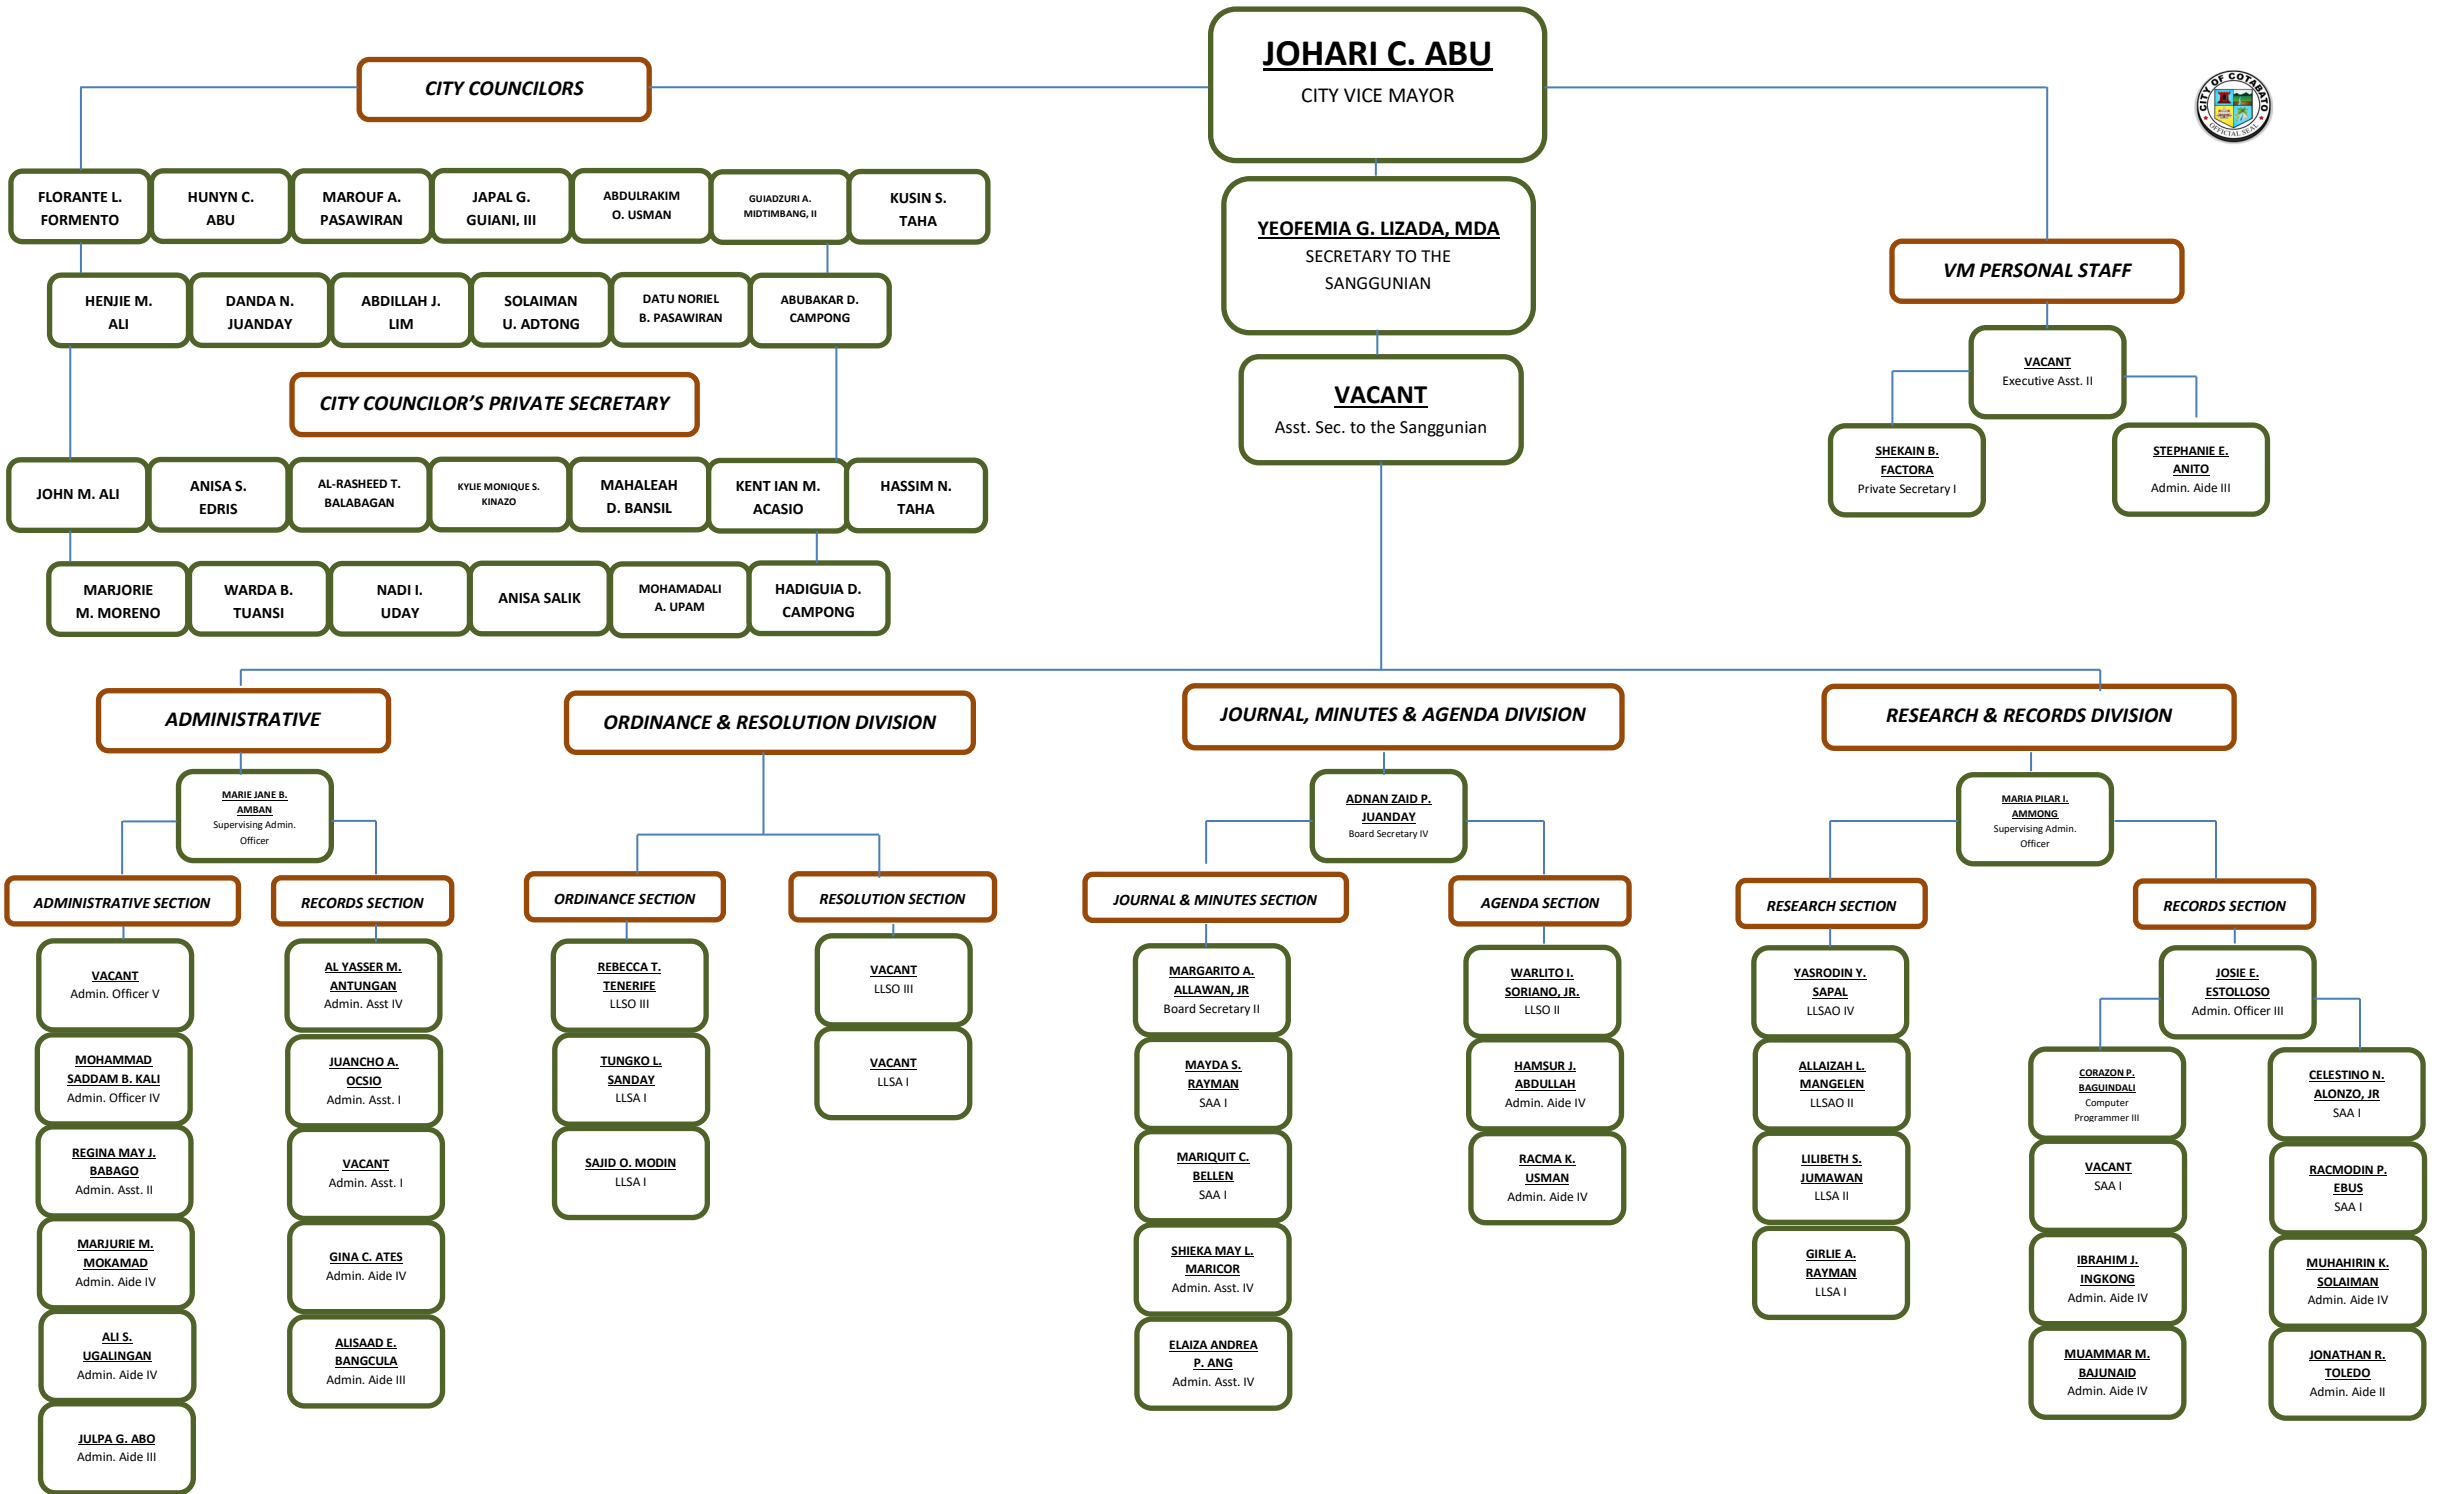 JOHARI C. ABU
CITY VICE MAYOR
CITY OF COTABATO
OFFICIAL SEAL
CITY COUNCILORS
FLORANTE L.
FORMENTO
HUNYN C.
ABU
MAROUF A.
PASAWIRAN
JAPAL G.
GUIANI, III
ABDULRAKIM
O. USMAN
GUIADZURI A.
MIDTIMBANG, II
KUSIN S.
TAHA
HENJIE M.
ALI
DANDA N.
JUANDAY
ABDILLAH J.
LIM
SOLAIMAN
U. ADTONG
DATU NORIEL
B. PASAWIRAN
ABUBAKAR D.
CAMPONG
YEOFEMIA G. LIZADA, MDA
SECRETARY TO THE
SANGGUNIAN
VACANT
Asst. Sec. to the Sanggunian
VM PERSONAL STAFF
VACANT
Executive Asst. II
SHEKAIN B.
FACTORA
Private Secretary I
STEPHANIE E.
ANITO
Admin. Aide III
CITY COUNCILOR’S PRIVATE SECRETARY
JOHN M. ALI
ANISA S.
EDRIS
AL-RASHEED T.
BALABAGAN
KYLIE MONIQUE S.
KINAZO
MAHALEAH
D. BANSIL
KENT IAN M.
ACASIO
HASSIM N.
TAHA
MARJORIE
M. MORENO
WARDA B.
TUANSI
NADI I.
UDAY
ANISA SALIK
MOHAMADALI
A. UPAM
HADIGUIA D.
CAMPONG
ADMINISTRATIVE
MARIE JANE B.
AMBAN
Supervising Admin.
Officer
ADMINISTRATIVE SECTION
VACANT
Admin. Officer V
MOHAMMAD
SADDAM B. KALI
Admin. Officer IV
REGINA MAY J.
BABAGO
Admin. Asst. II
MARJURIE M.
MOKAMAD
Admin. Aide IV
ALI S.
UGALINGAN
Admin. Aide IV
JULPA G. ABO
Admin. Aide III
RECORDS SECTION
AL YASSER M.
ANTUNGAN
Admin. Asst IV
JUANCHO A.
OCSIO
Admin. Asst. I
VACANT
Admin. Asst. I
GINA C. ATES
Admin. Aide IV
ALISAAD E.
BANGCULA
Admin. Aide III
ORDINANCE & RESOLUTION DIVISION
ORDINANCE SECTION
REBECCA T.
TENERIFE
LLSO III
TUNGKO L.
SANDAY
LLSA I
SAJID O. MODIN
LLSA I
RESOLUTION SECTION
VACANT
LLSO III
VACANT
LLSA I
JOURNAL, MINUTES & AGENDA DIVISION
ADNAN ZAID P.
JUANDAY
Board Secretary IV
JOURNAL & MINUTES SECTION
MARGARITO A.
ALLAWAN, JR
Board Secretary II
MAYDA S.
RAYMAN
SAA I
MARIQUIT C.
BELLEN
SAA I
SHIEKA MAY L.
MARICOR
Admin. Asst. IV
ELAIZA ANDREA
P. ANG
Admin. Asst. IV
AGENDA SECTION
WARLITO I.
SORIANO, JR.
LLSO II
HAMSUR J.
ABDULLAH
Admin. Aide IV
RACMA K.
USMAN
Admin. Aide IV
RESEARCH & RECORDS DIVISION
MARIA PILAR I.
AMMONG
Supervising Admin.
Officer
RESEARCH SECTION
YASRODIN Y.
SAPAL
LLSAO IV
ALLAIZAH L.
MANGELEN
LLSAO II
LILIBETH S.
JUMAWAN
LLSA II
GIRLIE A.
RAYMAN
LLSA I
RECORDS SECTION
JOSIE E.
ESTOLLOSO
Admin. Officer III
CORAZON P.
BAGUINDALI
Computer
Programmer III
VACANT
SAA I
IBRAHIM J.
INGKONG
Admin. Aide IV
MUAMMAR M.
BAJUNAID
Admin. Aide IV
CELESTINO N.
ALONZO, JR
SAA I
RACMODIN P.
EBUS
SAA I
MUHAHIRIN K.
SOLAIMAN
Admin. Aide IV
JONATHAN R.
TOLEDO
Admin. Aide II